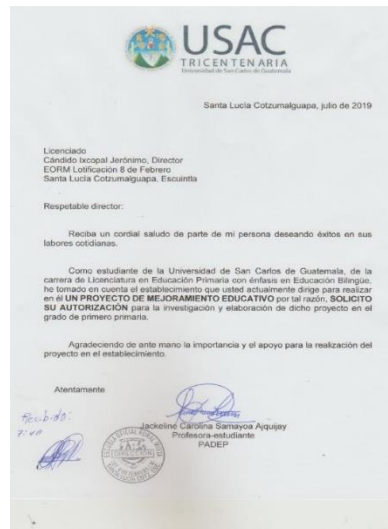 USAC
TRICENTENARIA
Universidad de San Carlos de Guatemala
Santa Lucía Cotzumalguapa, julio de 2019
Licenciado
Cándido Ixcopal Jerónimo, Director
EORM Lotificación 8 de Febrero
Santa Lucía Cotzumalguapa, Escuintla
Respetable director:
Reciba un cordial saludo de parte de mi persona deseando éxitos en sus
labores cotidianas.
Como estudiante de la Universidad de San Carlos de Guatemala, de la
carrera de Licenciatura en Educación Primaria con énfasis en Educación Bilingüe,
he tomado en cuenta el establecimiento que usted actualmente dirige para realizar
en él UN PROYECTO DE MEJORAMIENTO EDUCATIVO por tal razón, SOLICITO
SU AUTORIZACIÓN para la investigación y elaboración de dicho proyecto en el
grado de primero primaria.
Agradeciendo de ante mano la importancia y el apoyo para la realización del
proyecto en el establecimiento.
Atentamente
Recibido:
Jackeline Carolina Samayoa Ajquijay
Profesora-estudiante
PADEP
ESCUELA OFICIAL RURAL MIXTA
DIRECCION